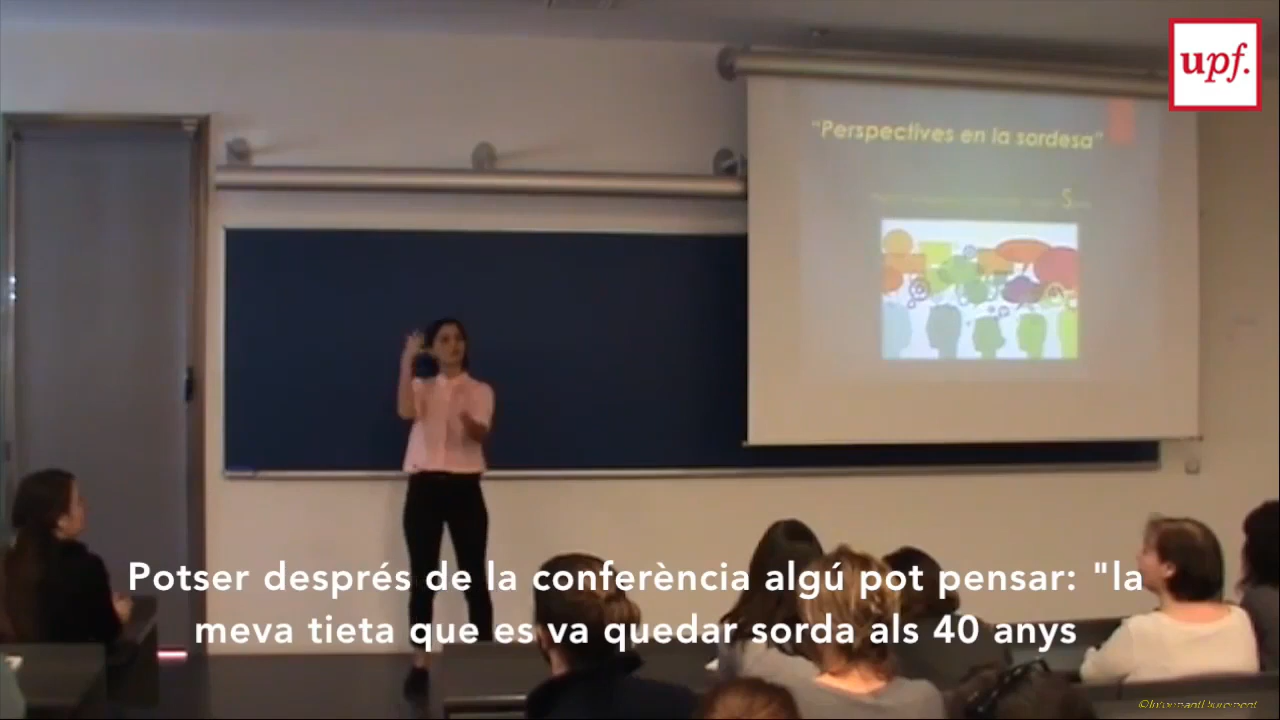 upf.
"Perspectives en la sordesa"
S
Potser després de la conferència algú pot pensar: "la
meva tieta que es va quedar sorda als 40 anys